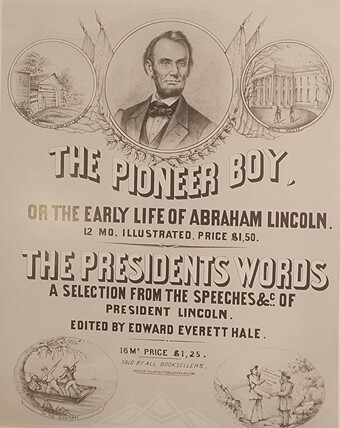 THE PIONEER BOY,
OR THE EARLY LIFE OF ABRAHAM LINCOLN.
12 MO. ILLUSTRATED. PRICE $1,50.
THE PRESIDENTS WORDS
A SELECTION FROM THE SPEECHES &c. OF
PRESIDENT LINCOLN.
EDITED BY EDWARD EVERETT HALE.
16 Mo PRICE $1,25.
SOLD BY ALL BOOKSELLERS.